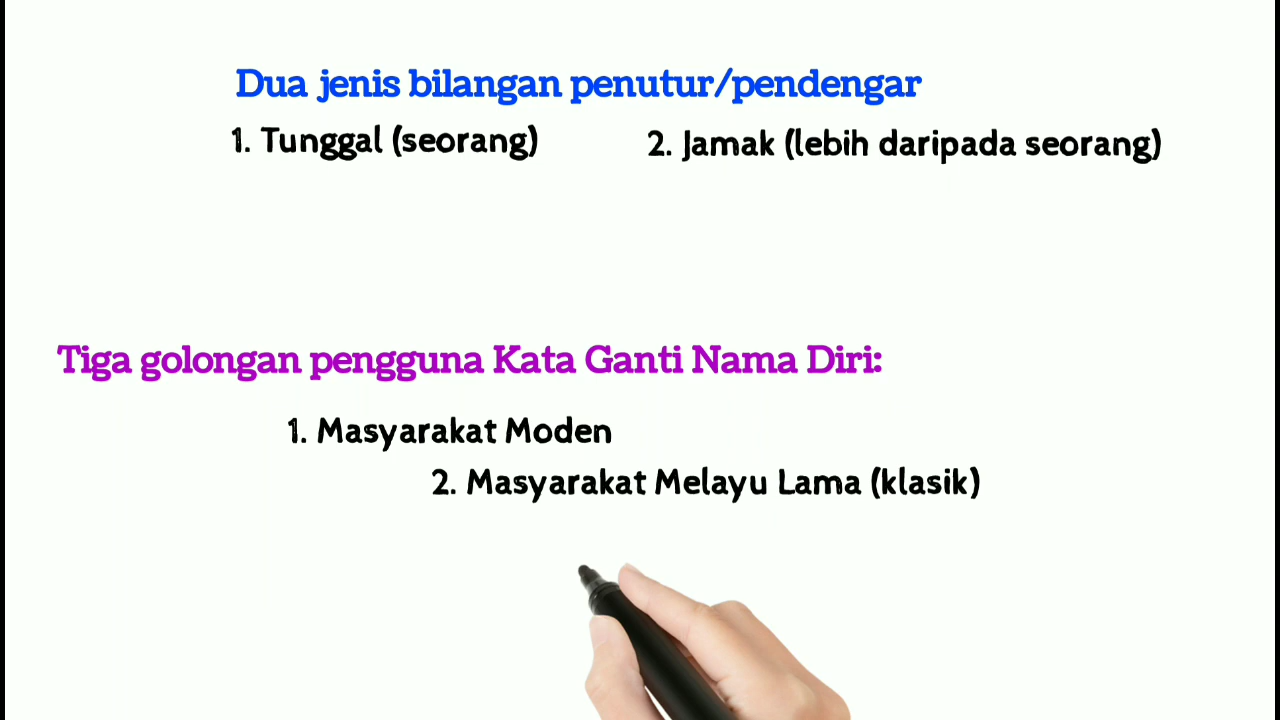 Dua jenis bilangan penutur/pendengar
1. Tunggal (seorang)
2. Jamak (lebih daripada seorang)
Tiga golongan pengguna Kata Ganti Nama Diri:
1. Masyarakat Moden
2. Masyarakat Melayu Lama (klasik)